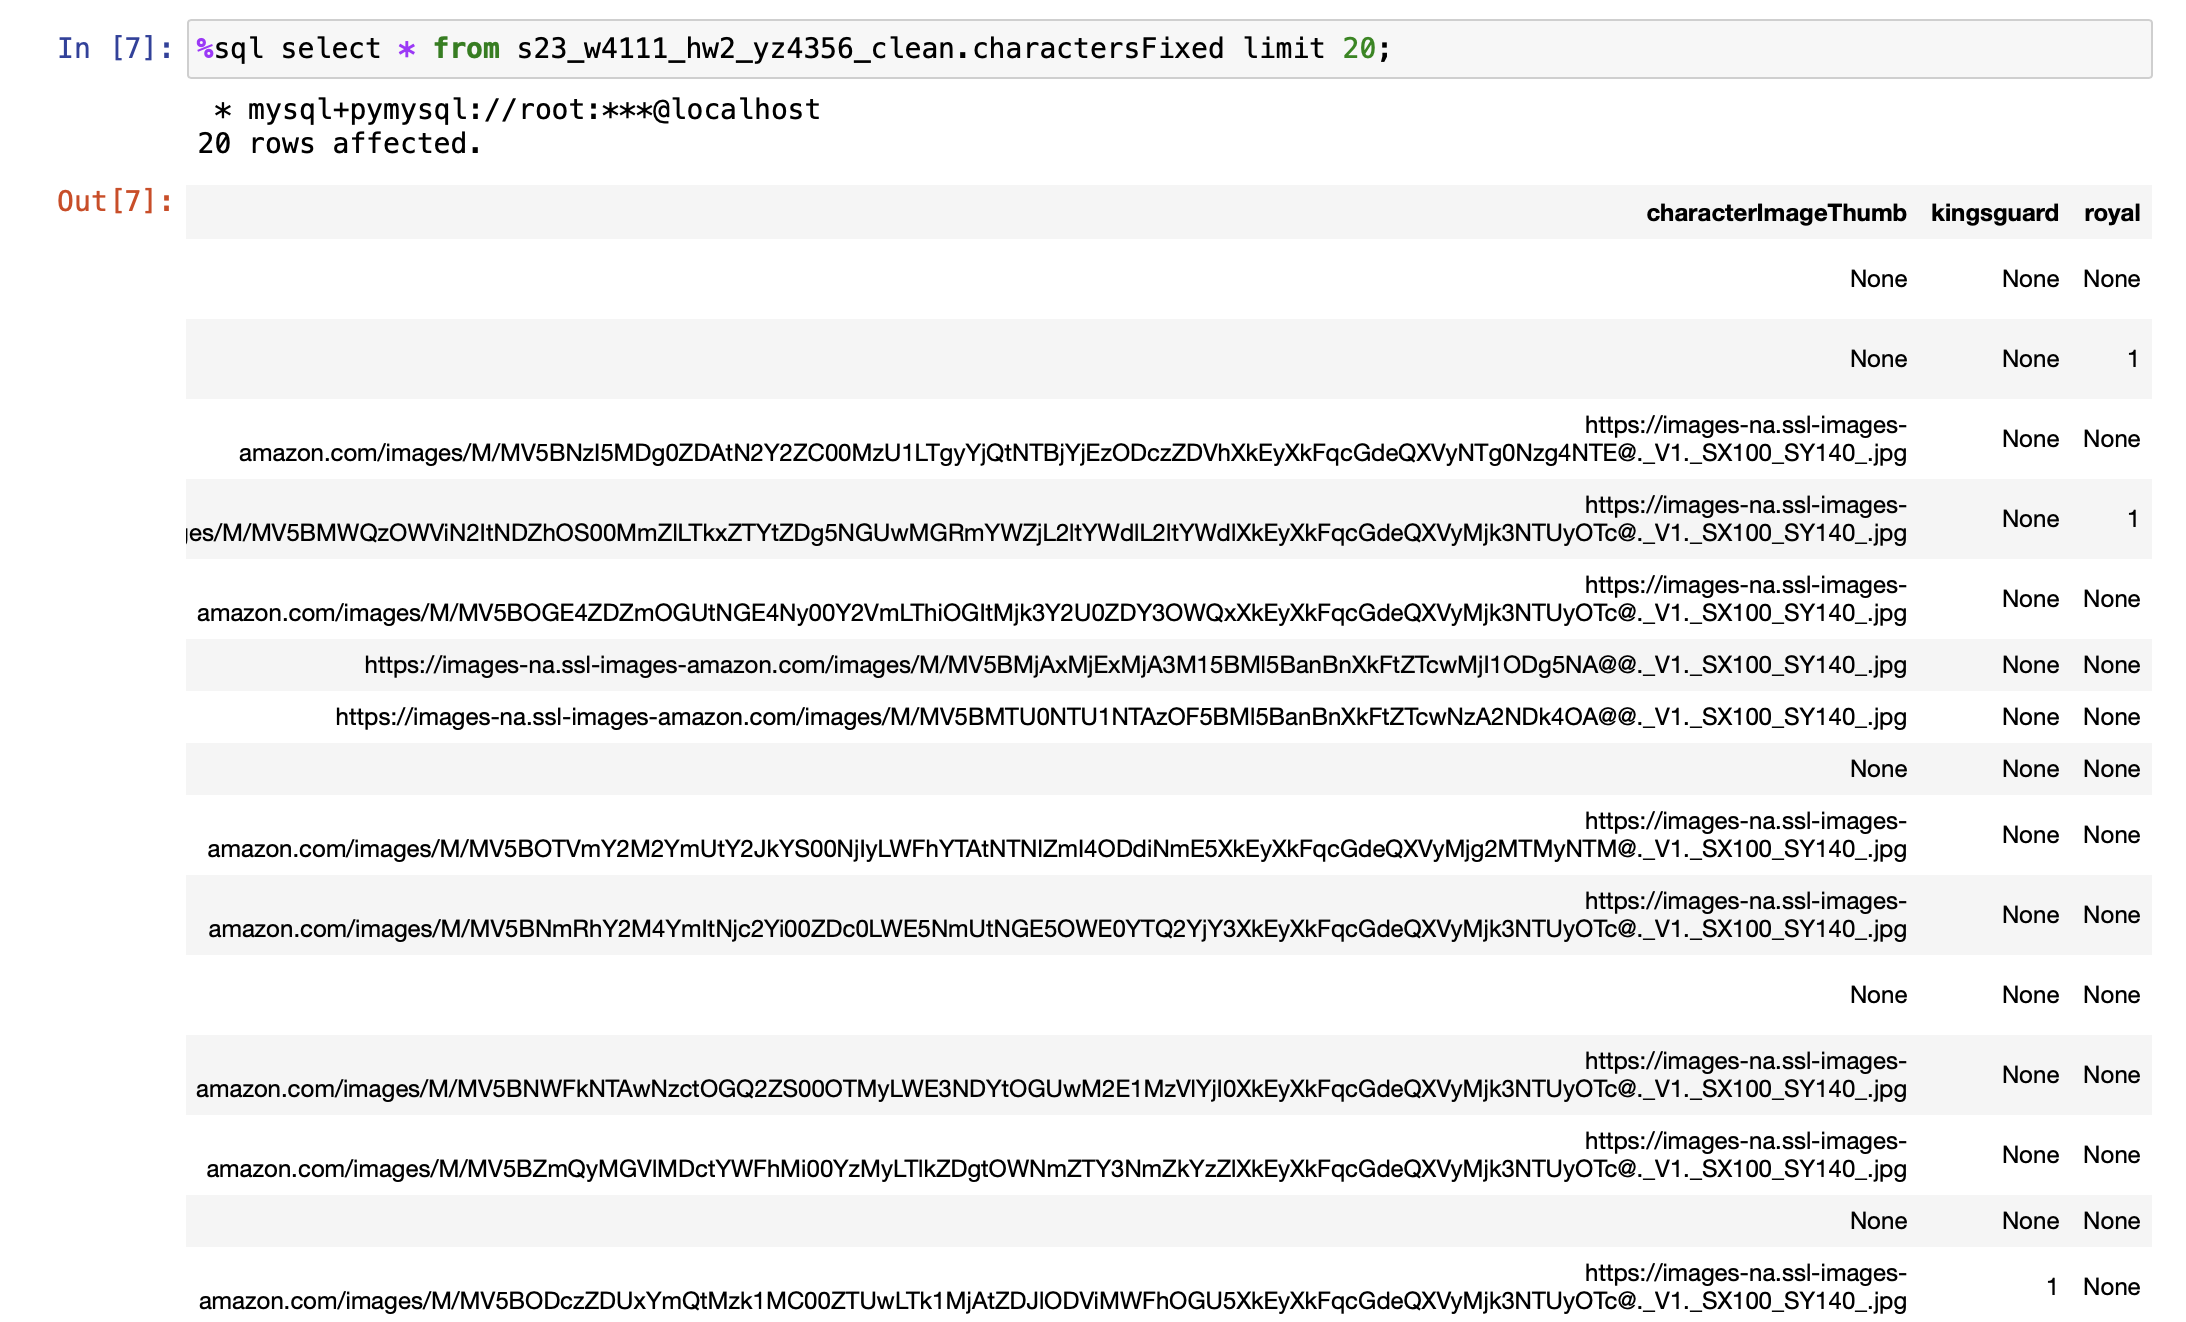 In [7]: %sql select * from s23_w4111_hw2_yz4356_clean.charactersFixed limit 20;
* mysql+pymysql://root:***@localhost
20 rows affected.
Out[7]:
characterImageThumb kingsguard royal
None None None
None None 1
https://images-na.ssl-images-
amazon.com/images/M/MV5BNzI5MDg0ZDAtN2Y2ZC00MzU1LTgyYjQtNTBjYjEzODczZDVhXkEyXkFqcGdeQXVyNTg0Nzg4NTE@._V1._SX100_SY140_.jpg None None
https://images-na.ssl-images-
es/M/MV5BMWQzOWViN2ItNDZhOS00MmZlLTkxZTYtZDg5NGUwMGRmYWZjL2ltYWdlL2ltYWdlXkEyXkFqcGdeQXVyMjk3NTUyOTc@._V1._SX100_SY140_.jpg None 1
https://images-na.ssl-images-
amazon.com/images/M/MV5BOGE4ZDZmOGUtNGE4Ny00Y2VmLThiOGItMjk3Y2U0ZDY3OWQxXkEyXkFqcGdeQXVyMjk3NTUyOTc@._V1._SX100_SY140_.jpg None None
https://images-na.ssl-images-amazon.com/images/M/MV5BMjAxMjExMjA3M15BMl5BanBnXkFtZTcwMjI1ODg5NA@@._V1._SX100_SY140_.jpg None None
https://images-na.ssl-images-amazon.com/images/M/MV5BMTU0NTU1NTAzOF5BMl5BanBnXkFtZTcwNzA2NDk4OA@@._V1._SX100_SY140_.jpg None None
None None None
https://images-na.ssl-images-
amazon.com/images/M/MV5BOTVmY2M2YmUtY2JkYS00NjIyLWFhYTAtNTNlZmI4ODdiNmE5XkEyXkFqcGdeQXVyMjg2MTMyNTM@._V1._SX100_SY140_.jpg None None
https://images-na.ssl-images-
amazon.com/images/M/MV5BNmRhY2M4YmItNjc2Yi00ZDc0LWE5NmUtNGE5OWE0YTQ2YjY3XkEyXkFqcGdeQXVyMjk3NTUyOTc@._V1._SX100_SY140_.jpg None None
None None None
https://images-na.ssl-images-
amazon.com/images/M/MV5BNWFkNTAwNzctOGQ2ZS00OTMyLWE3NDYtOGUwM2E1MzVlYjI0XkEyXkFqcGdeQXVyMjk3NTUyOTc@._V1._SX100_SY140_.jpg None None
https://images-na.ssl-images-
amazon.com/images/M/MV5BZmQyMGVlMDctYWFhMi00YzMyLTlkZDgtOWNmZTY3NmZkYzZlXkEyXkFqcGdeQXVyMjk3NTUyOTc@._V1._SX100_SY140_.jpg None None
None None None
https://images-na.ssl-images-
amazon.com/images/M/MV5BODczZDUxYmQtMzk1MC00ZTUwLTk1MjAtZDJlODViMWFhOGU5XkEyXkFqcGdeQXVyMjk3NTUyOTc@._V1._SX100_SY140_.jpg 1 None